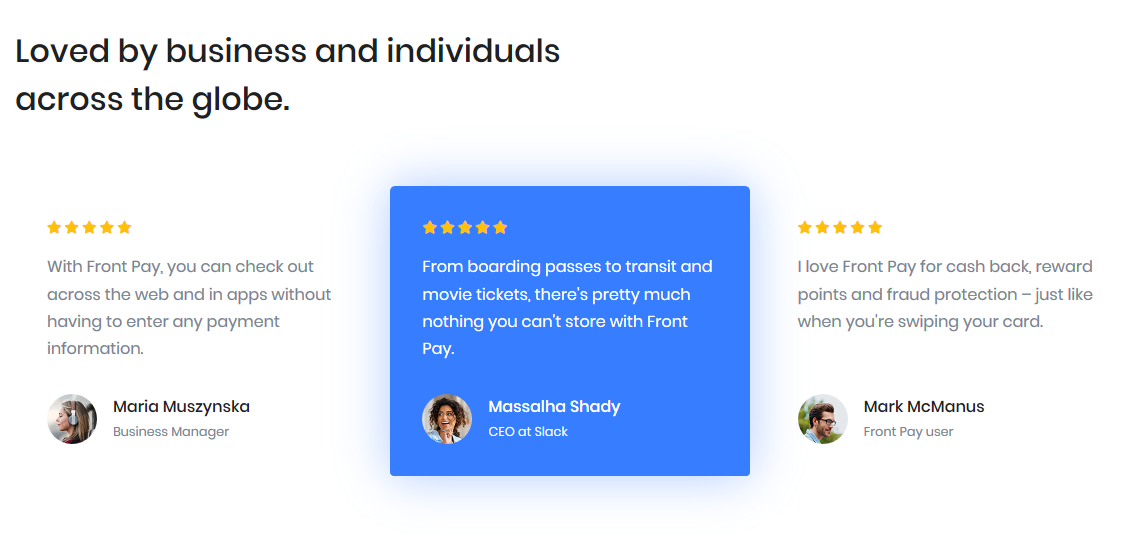 Loved by business and individuals
across the globe.
With Front Pay, you can check out
across the web and in apps without
having to enter any payment
information.
Maria Muszynska
Business Manager
From boarding passes to transit and
movie tickets, there's pretty much
nothing you can't store with Front
Pay.
Massalha Shady
CEO at Slack
I love Front Pay for cash back, reward
points and fraud protection – just like
when you're swiping your card.
Mark McManus
Front Pay user